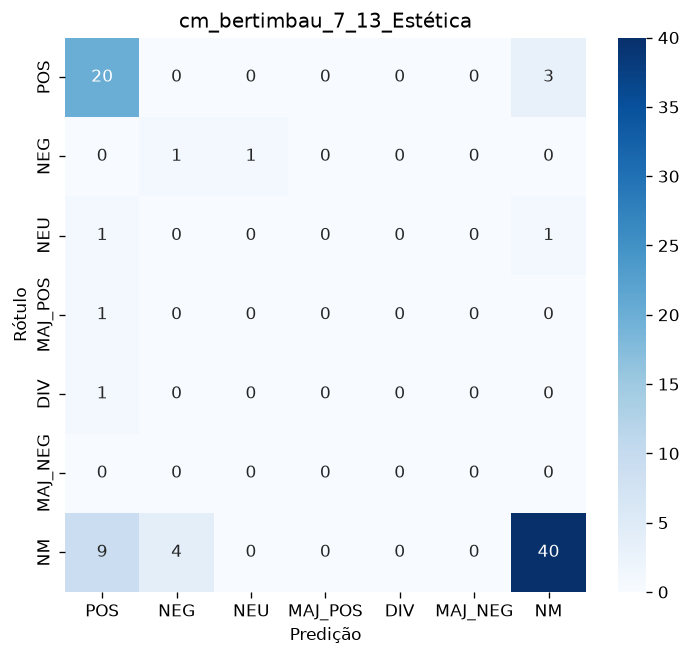 cm_bertimbau_7_13_Estética
POS 20 0 0 0 0 0 3
NEG 0 1 1 0 0 0 0
NEU 1 0 0 0 0 0 1
MAJ_POS 1 0 0 0 0 0 0
DIV 1 0 0 0 0 0 0
MAJ_NEG 0 0 0 0 0 0 0
NM 9 4 0 0 0 0 40
POS NEG NEU MAJ_POS DIV MAJ_NEG NM
Predição
Rótulo
40
35
30
25
20
15
10
5
0